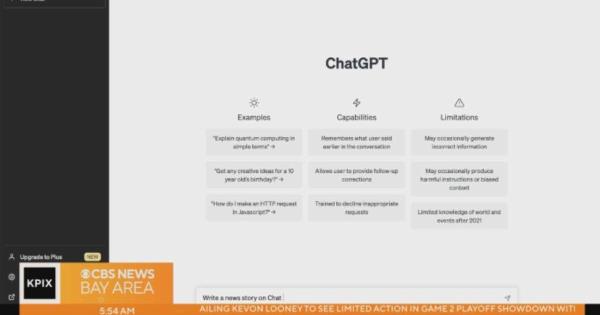 ChatGPT
Examples
Capabilities
Limitations
"Explain quantum computing in
simple terms" →
Remembers what user said
earlier in the conversation
May occasionally generate
incorrect information
"Got any creative ideas for a 10
year old's birthday?" →
Allows user to provide follow-up
corrections
May occasionally produce
harmful instructions or biased
content
"How do I make an HTTP request
in Javascript?" →
Trained to decline inappropriate
requests
Limited knowledge of world and
events after 2021
Upgrade to Plus
NEW
KPIX
CBS NEWS
BAY AREA
Write a news story on Chat
5:54 AM
AILING KEVON LOONEY TO SEE LIMITED ACTION IN GAME 2 PLAYOFF SHOWDOWN WIT